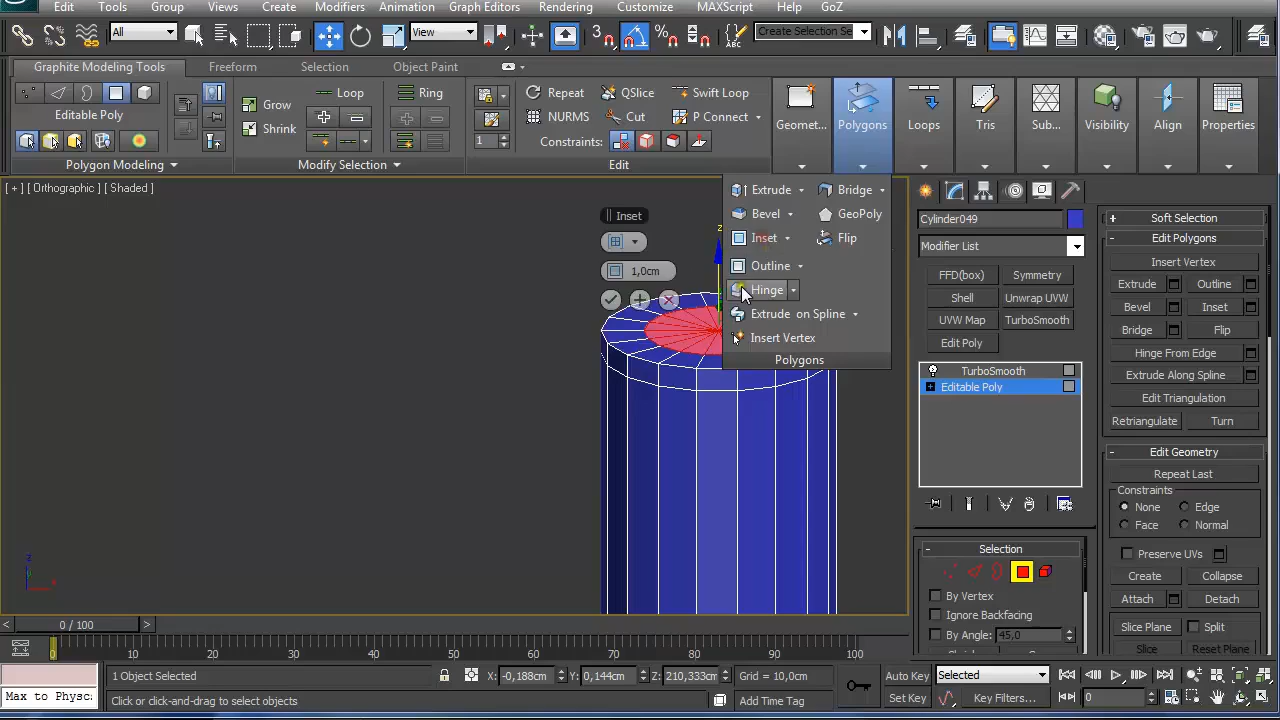 Edit Tools Group Views Create Modifiers Animation Graph Editors Rendering Customize MAXScript Help GoZ
All View 3 Create Selection Se
Graphite Modeling Tools Freeform Selection Object Paint
Loop Ring Repeat QSlice Swift Loop
Grow
Editable Poly NURMS Cut P Connect Geomet... Polygons Loops Tris Sub... Visibility Align Properties
Shrink
1 Constraints:
Polygon Modeling Modify Selection Edit
[ + ] [ Orthographic ] [ Shaded ]
Extrude Bridge
Inset
Bevel GeoPoly
Inset Flip
1,0cm Outline
Hinge
Extrude on Spline
Insert Vertex
Polygons
z
z
x
Cylinder049
Modifier List
FFD(box) Symmetry
Shell Unwrap UVW
UVW Map TurboSmooth
Edit Poly
TurboSmooth
Editable Poly
Selection
By Vertex
Ignore Backfacing
By Angle: 45,0
+ Soft Selection
- Edit Polygons
Insert Vertex
Extrude Outline
Bevel Inset
Bridge Flip
Hinge From Edge
Extrude Along Spline
Edit Triangulation
Retriangulate Turn
- Edit Geometry
Repeat Last
Constraints
None Edge
Face Normal
Preserve UVs
Create Collapse
Attach Detach
Slice Plane Split
Slice Reset Plane
< 0 / 100 >
0 10 20 30 40 50 60 70 80 90 100
1 Object Selected X: -0,188cm Y: 0,144cm Z: 210,333cm Grid = 10,0cm Auto Key Selected
Max to Physc: Click or click-and-drag to select objects Add Time Tag Set Key Key Filters... 0